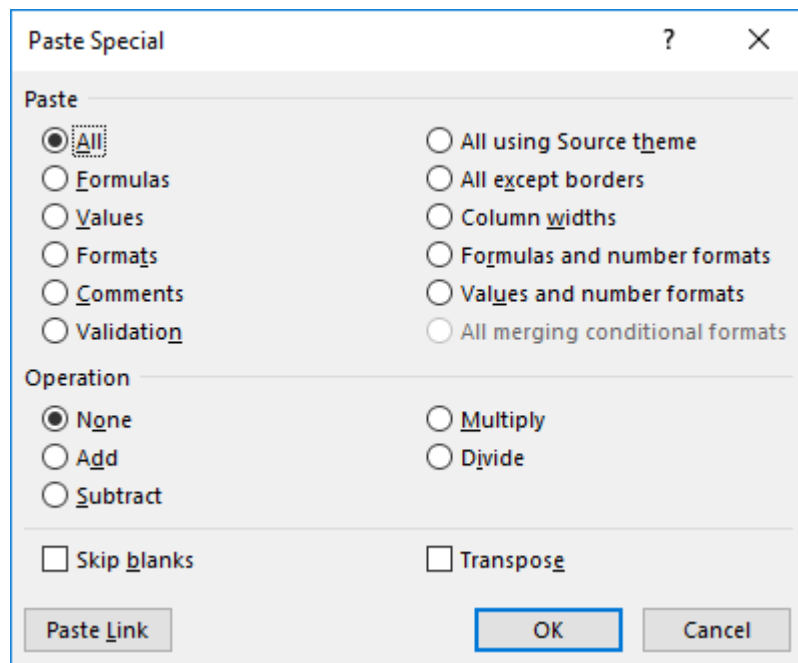 Paste Special ?
Paste
All
All using Source theme
Formulas
All except borders
Values
Column widths
Formats
Formulas and number formats
Comments
Values and number formats
Validation
All merging conditional formats
Operation
None
Multiply
Add
Divide
Subtract
Skip blanks
Transpose
Paste Link
OK
Cancel